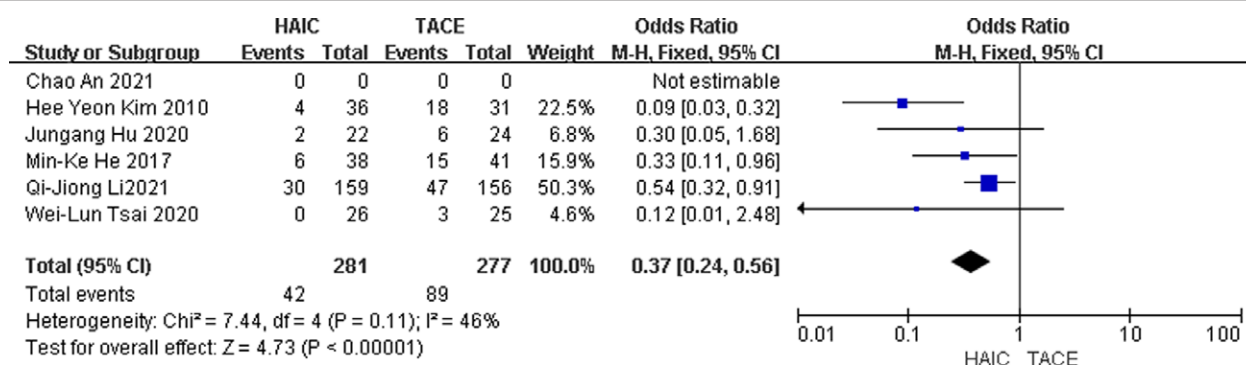 HAIC TACE Odds Ratio Odds Ratio
Study or Subgroup Events Total Events Total Weight M-H, Fixed, 95% CI M-H, Fixed, 95% CI
Chao An 2021 0 0 0 0 Not estimable
Hee Yeon Kim 2010 4 36 18 31 22.5% 0.09 [0.03, 0.32]
Jungang Hu 2020 2 22 6 24 6.8% 0.30 [0.05, 1.68]
Min-Ke He 2017 6 38 15 41 15.9% 0.33 [0.11, 0.96]
Qi-Jiong Li2021 30 159 47 156 50.3% 0.54 [0.32, 0.91]
Wei-Lun Tsai 2020 0 26 3 25 4.6% 0.12 [0.01, 2.48]
Total (95% CI) 281 277 100.0% 0.37 [0.24, 0.56]
Total events 42 89
Heterogeneity: Chi² = 7.44, df = 4 (P = 0.11); I² = 46%
Test for overall effect: Z = 4.73 (P < 0.00001)
0.01 0.1 1 10 100
HAIC TACE